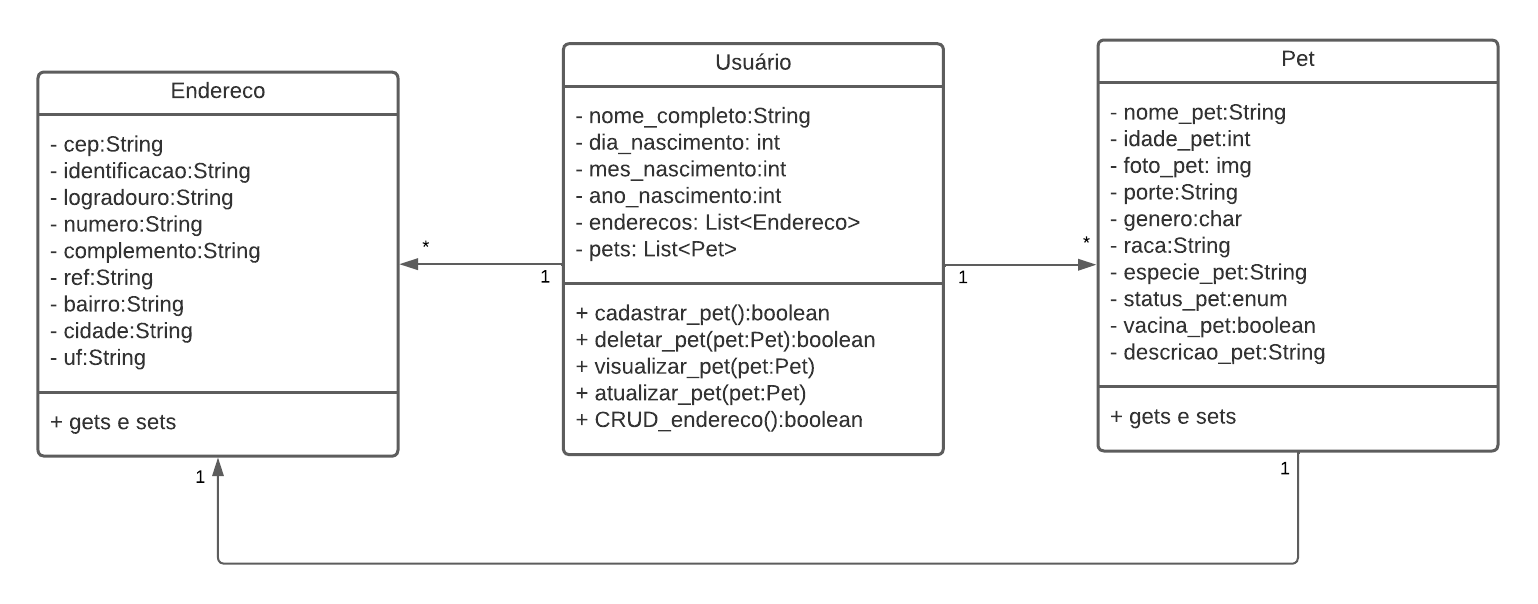 Endereco
- cep:String
- identificacao:String
- logradouro:String
- numero:String
- complemento:String
- ref:String
- bairro:String
- cidade:String
- uf:String
+ gets e sets
Usuário
- nome_completo:String
- dia_nascimento: int
- mes_nascimento:int
- ano_nascimento:int
- enderecos: List<Endereco>
- pets: List<Pet>
+ cadastrar_pet():boolean
+ deletar_pet(pet:Pet):boolean
+ visualizar_pet(pet:Pet)
+ atualizar_pet(pet:Pet)
+ CRUD_endereco():boolean
Pet
- nome_pet:String
- idade_pet:int
- foto_pet: img
- porte:String
- genero:char
- raca:String
- especie_pet:String
- status_pet:enum
- vacina_pet:boolean
- descricao_pet:String
+ gets e sets
*
1
1
*
1
1